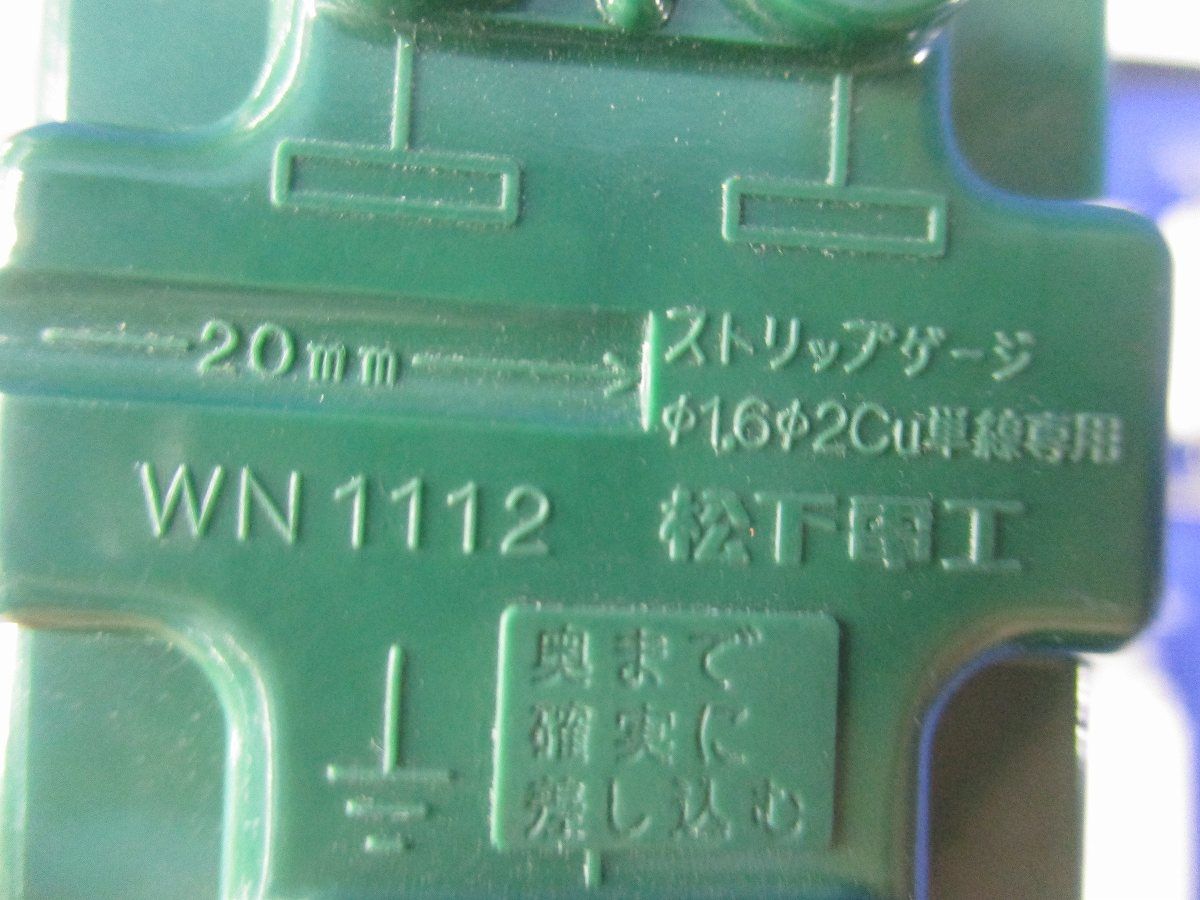 20mm
ストリップゲージ
φ1.6φ2Cu単線専用
WN1112 松下電工
奥まで
確実に
差し込む